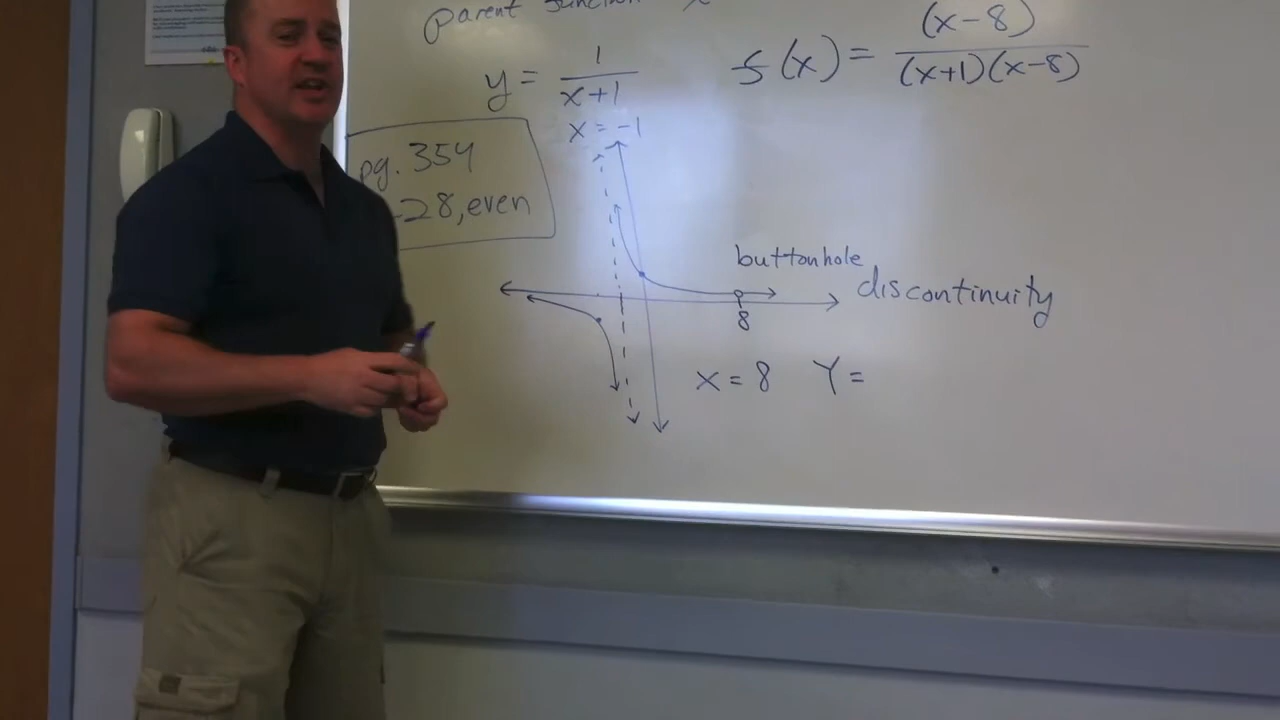 parent function
y = 1/(x+1)
f(x) = (x-8)/((x+1)(x-8))
x = -1
pg. 354
-28, even
buttonhole
discontinuity
8
x = 8 Y =